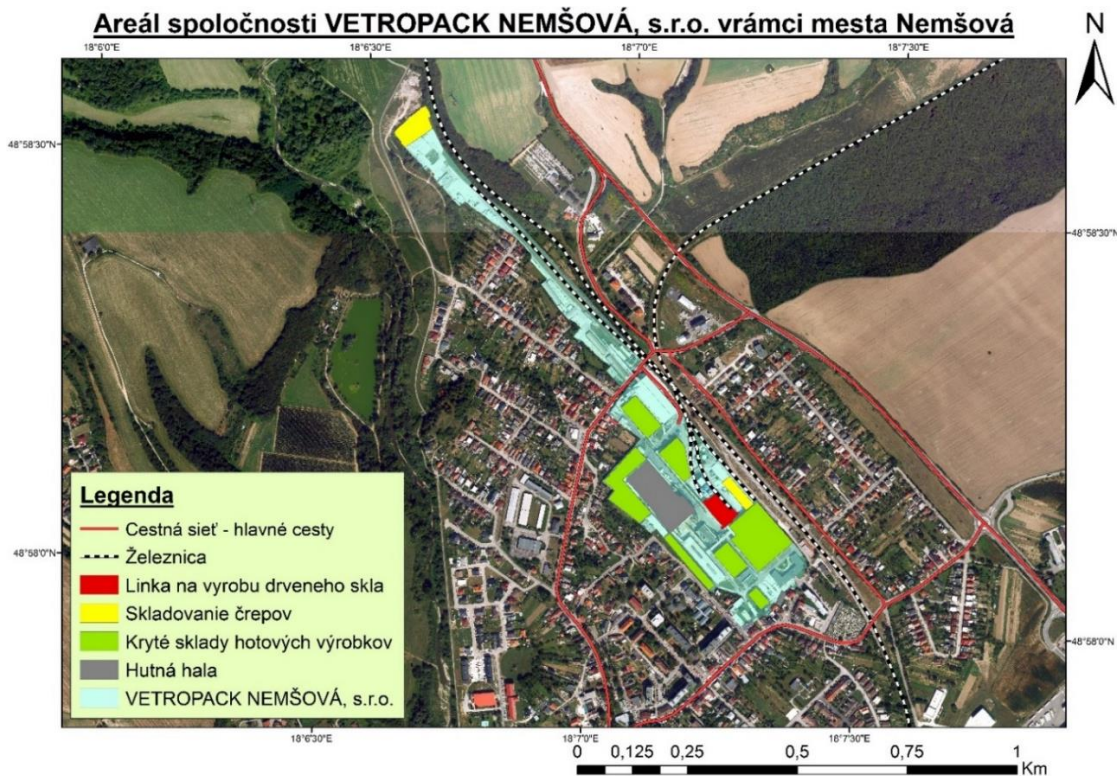 Areál spoločnosti VETROPACK NEMŠOVÁ, s.r.o. vrámci mesta Nemšová
18°6'0"E 18°6'30"E 18°7'0"E 18°7'30"E
N
48°58'30"N
48°58'30"N
Legenda
Cestná sieť - hlavné cesty
Železnica
Linka na vyrobu drveneho skla
Skladovanie črepov
Kryté sklady hotových výrobkov
Hutná hala
VETROPACK NEMŠOVÁ, s.r.o.
48°58'0"N
48°58'0"N
18°6'30"E 18°7'0"E 18°7'30"E
0 0,125 0,25 0,5 0,75 1
Km